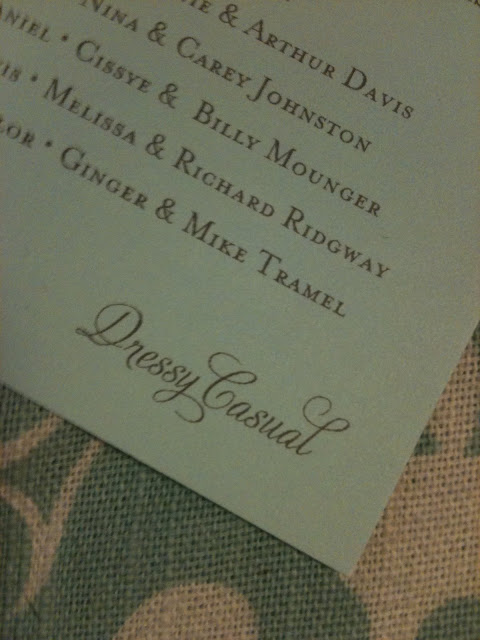 & ARTHUR DAVIS
NINA & CAREY JOHNSTON
• CISSYE & BILLY MOUNGER
• MELISSA & RICHARD RIDGWAY
• GINGER & MIKE TRAMEL
Dressy Casual